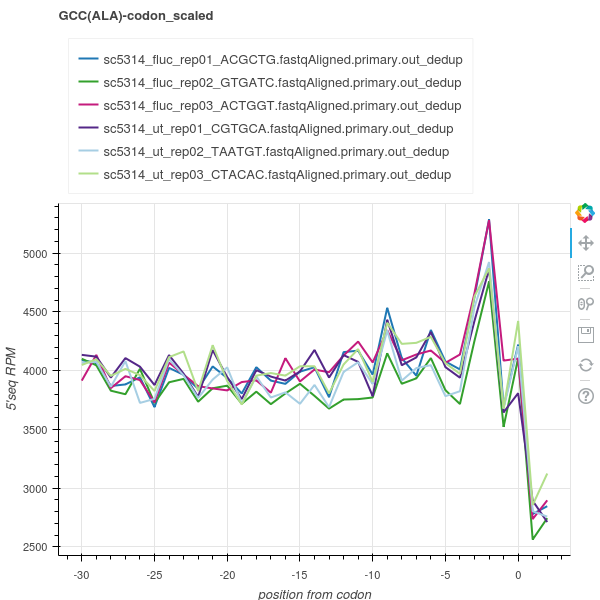 GCC(ALA)-codon_scaled
sc5314_fluc_rep01_ACGCTG.fastqAligned.primary.out_dedup
sc5314_fluc_rep02_GTGATC.fastqAligned.primary.out_dedup
sc5314_fluc_rep03_ACTGGT.fastqAligned.primary.out_dedup
sc5314_ut_rep01_CGTGCA.fastqAligned.primary.out_dedup
sc5314_ut_rep02_TAATGT.fastqAligned.primary.out_dedup
sc5314_ut_rep03_CTACAC.fastqAligned.primary.out_dedup
5'seq RPM
5000
4500
4000
3500
3000
2500
-30 -25 -20 -15 -10 -5 0
position from codon